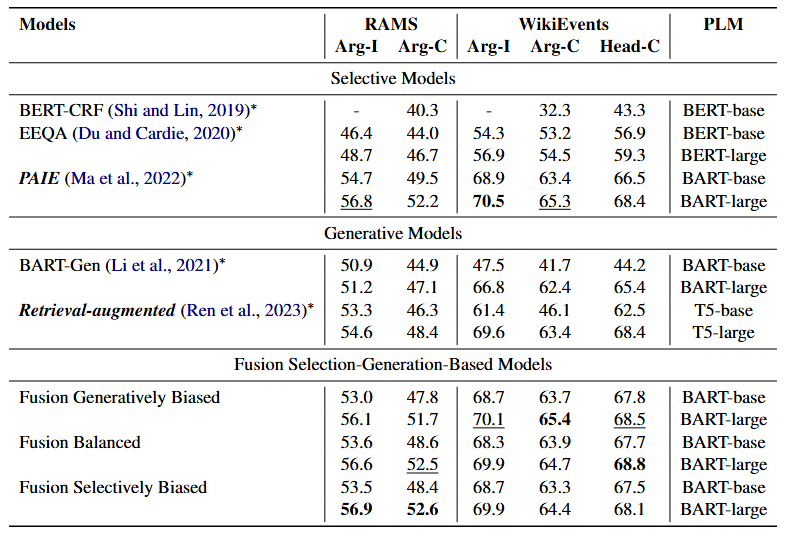 Models RAMS WikiEvents PLM
Arg-I Arg-C Arg-I Arg-C Head-C
Selective Models
BERT-CRF (Shi and Lin, 2019)* - 40.3 - 32.3 43.3 BERT-base
EEQA (Du and Cardie, 2020)* 46.4 44.0 54.3 53.2 56.9 BERT-base
48.7 46.7 56.9 54.5 59.3 BERT-large
PAIE (Ma et al., 2022)* 54.7 49.5 68.9 63.4 66.5 BART-base
56.8 52.2 70.5 65.3 68.4 BART-large
Generative Models
BART-Gen (Li et al., 2021)* 50.9 44.9 47.5 41.7 44.2 BART-base
51.2 47.1 66.8 62.4 65.4 BART-large
Retrieval-augmented (Ren et al., 2023)* 53.3 46.3 61.4 46.1 62.5 T5-base
54.6 48.4 69.6 63.4 68.4 T5-large
Fusion Selection-Generation-Based Models
Fusion Generatively Biased 53.0 47.8 68.7 63.7 67.8 BART-base
56.1 51.7 70.1 65.4 68.5 BART-large
Fusion Balanced 53.6 48.6 68.3 63.9 67.7 BART-base
56.6 52.5 69.9 64.7 68.8 BART-large
Fusion Selectively Biased 53.5 48.4 68.7 63.3 67.5 BART-base
56.9 52.6 69.9 64.4 68.1 BART-large